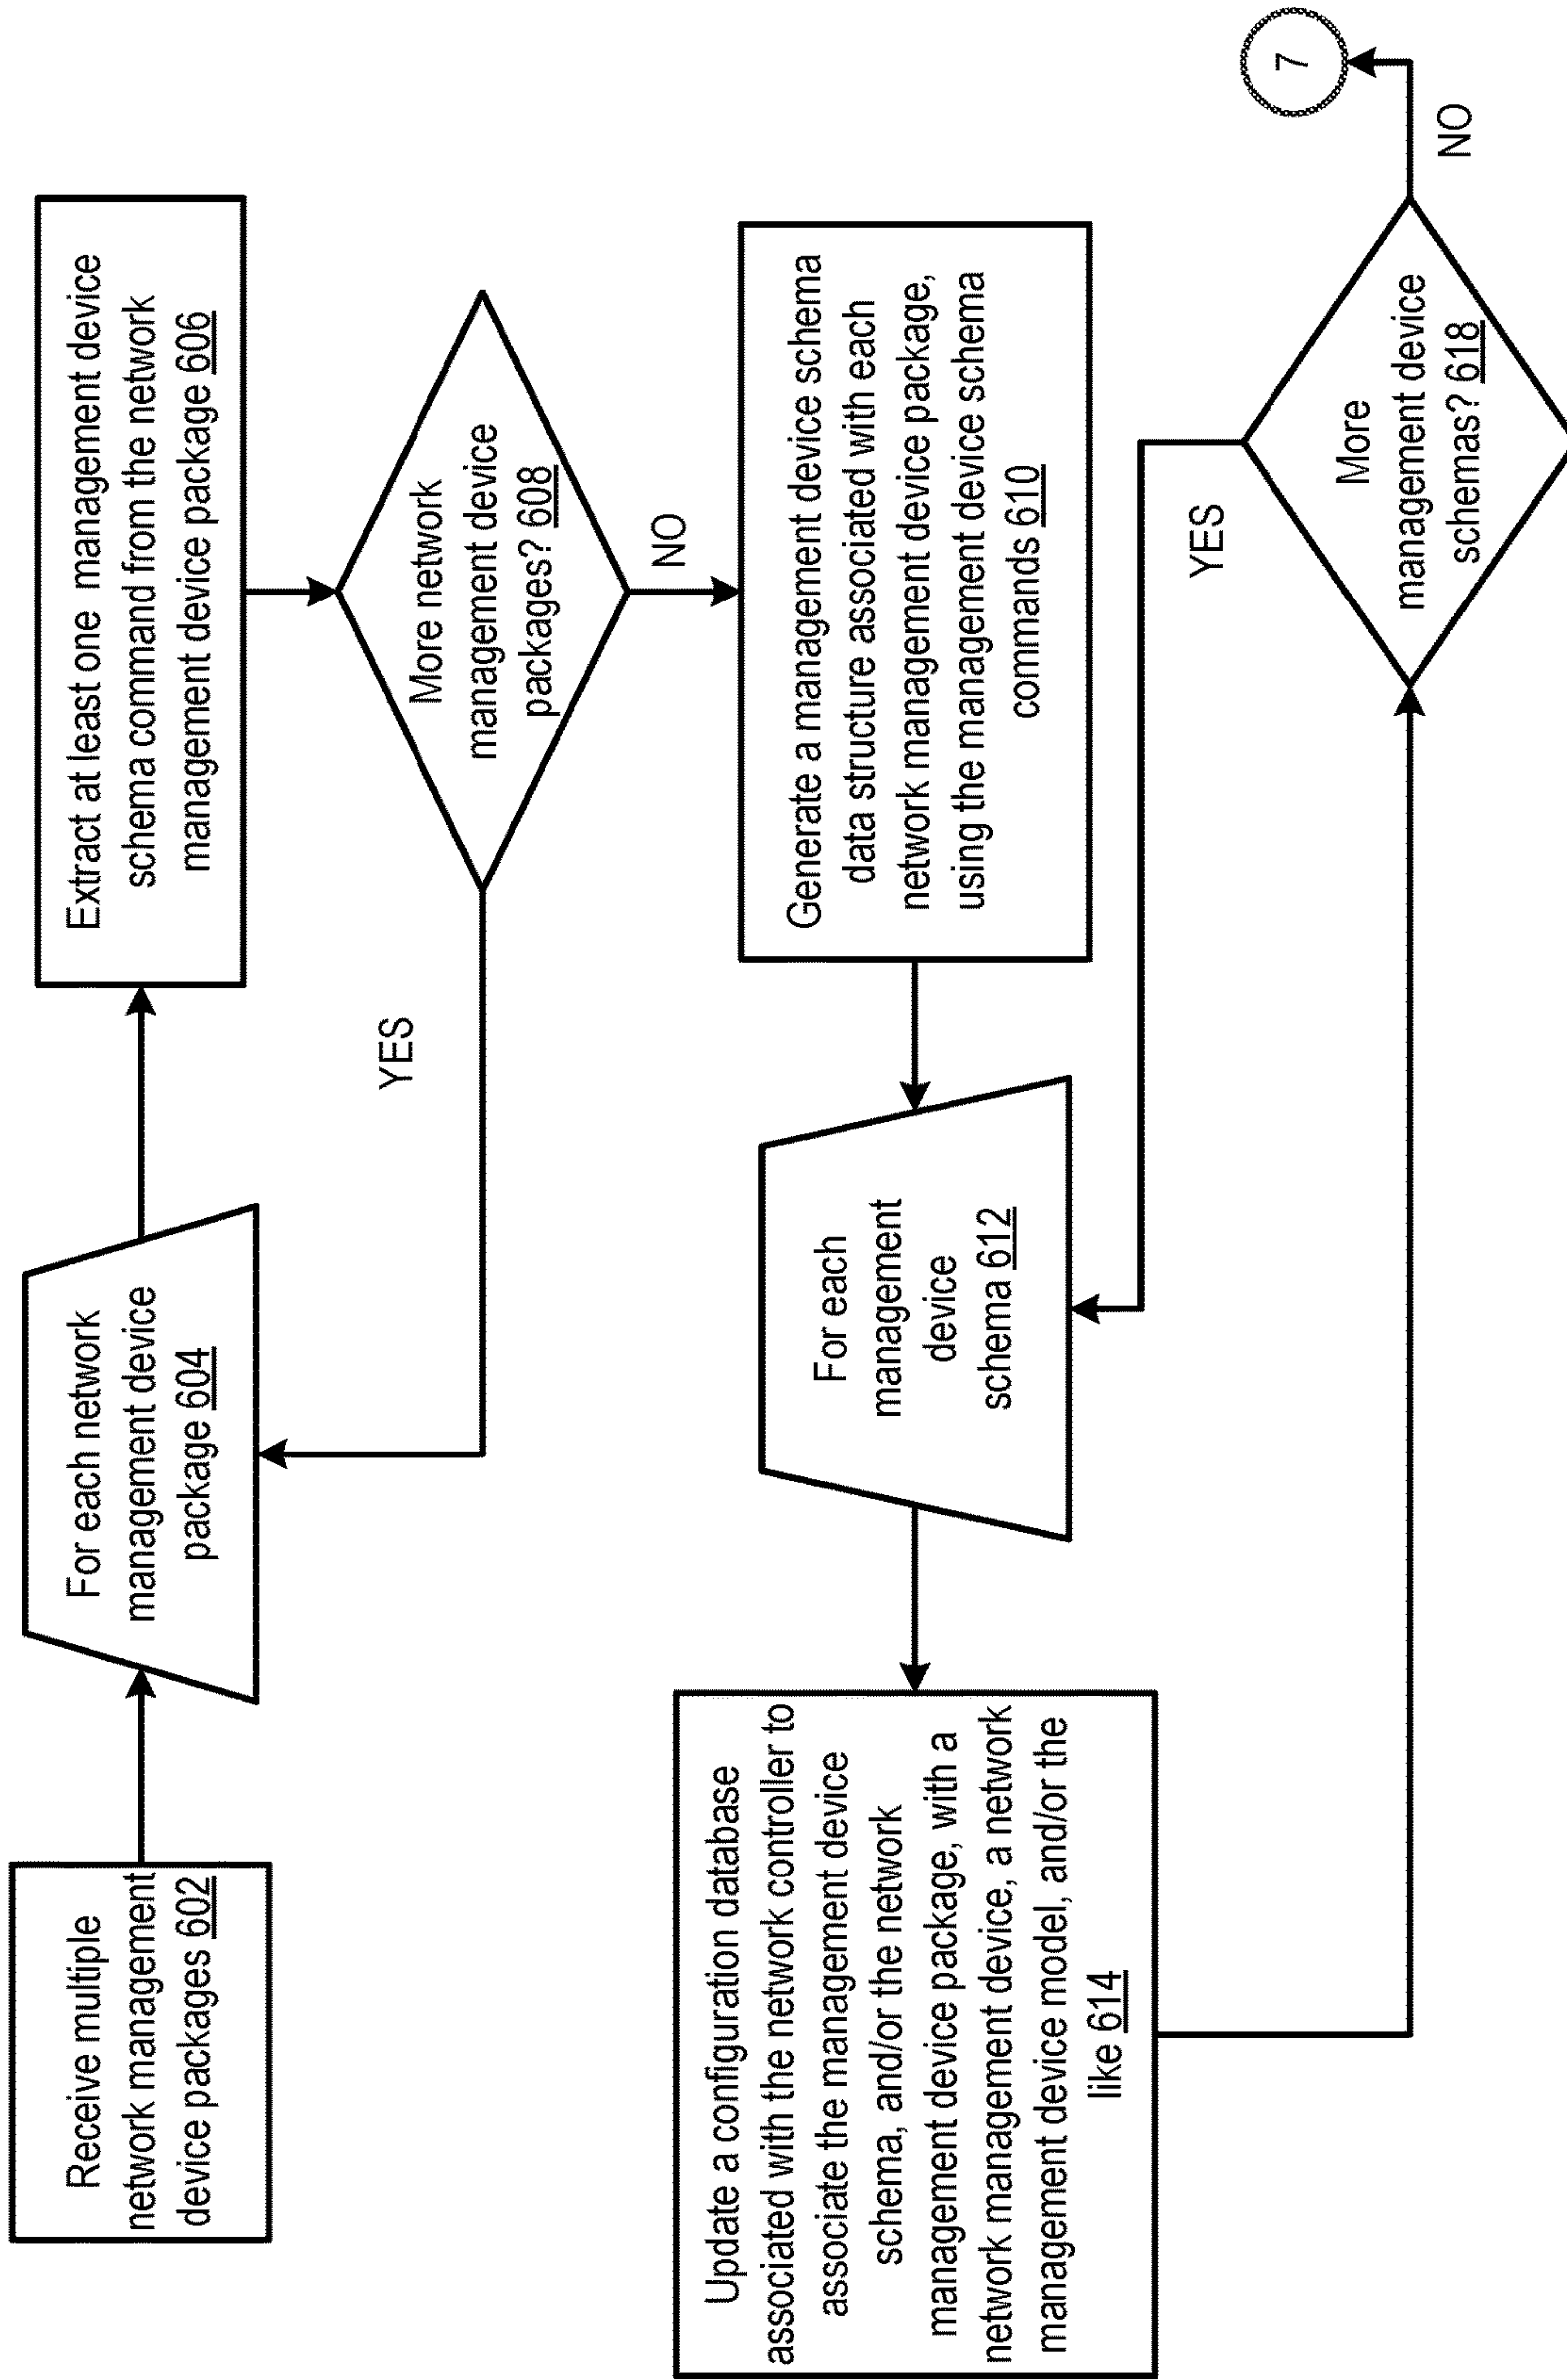 Receive multiple
network management
device packages 602
For each network
management device
package 604
Extract at least one management device
schema command from the network
management device package 606
More network
management device
packages? 608
YES
NO
Generate a management device schema
data structure associated with each
network management device package,
using the management device schema
commands 610
For each
management
device
schema 612
Update a configuration database
associated with the network controller to
associate the management device
schema, and/or the network
management device package, with a
network management device, a network
management device model, and/or the
like 614
More
management device
schemas? 618
YES
NO
7